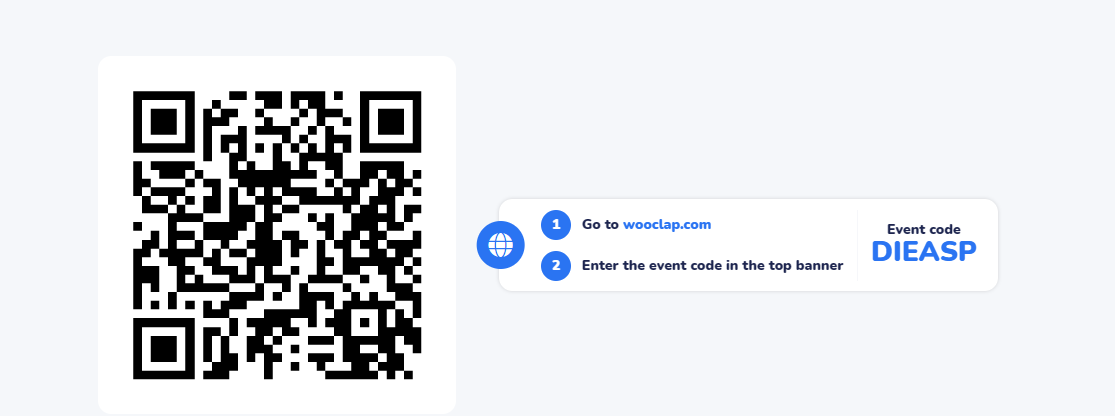 1 Go to wooclap.com
2 Enter the event code in the top banner
Event code
DIEASP